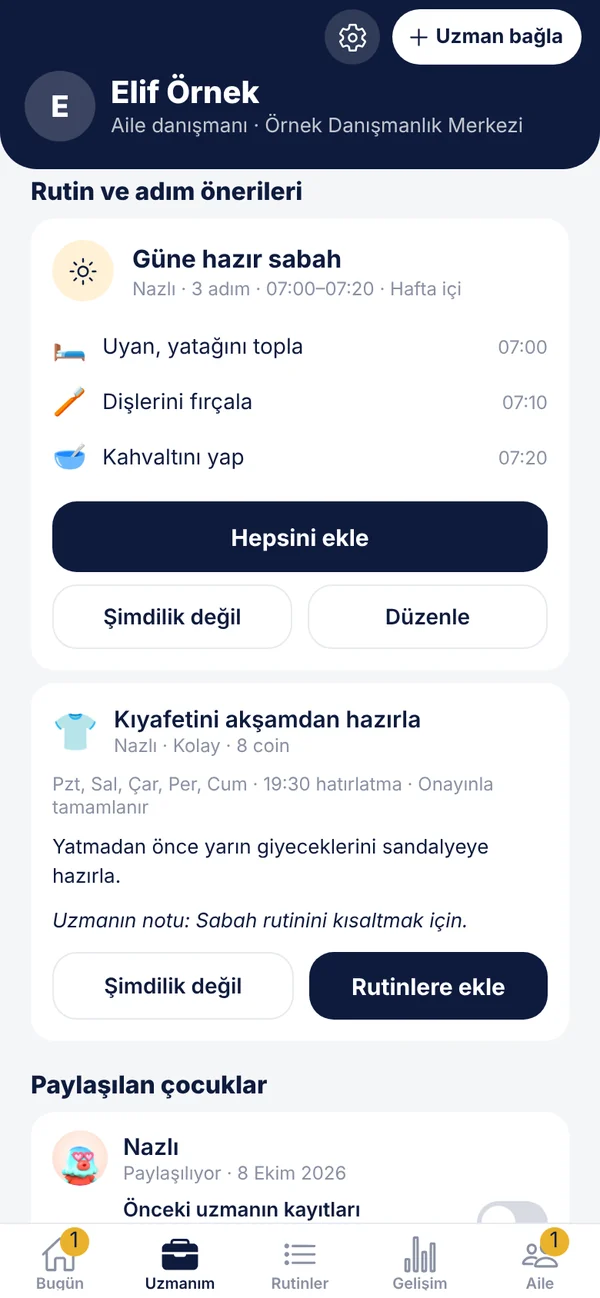 + Uzman bağla
E
Elif Örnek
Aile danışmanı · Örnek Danışmanlık Merkezi
Rutin ve adım önerileri
Güne hazır sabah
Nazlı · 3 adım · 07:00–07:20 · Hafta içi
Uyan, yatağını topla 07:00
Dişlerini fırçala 07:10
Kahvaltını yap 07:20
Hepsini ekle
Şimdilik değil Düzenle
Kıyafetini akşamdan hazırla
Nazlı · Kolay · 8 coin
Pzt, Sal, Çar, Per, Cum · 19:30 hatırlatma · Onayınla
tamamlanır
Yatmadan önce yarın giyeceklerini sandalyeye
hazırla.
Uzmanın notu: Sabah rutinini kısaltmak için.
Şimdilik değil Rutinlere ekle
Paylaşılan çocuklar
Nazlı
Paylaşılıyor · 8 Ekim 2026
Önceki uzmanın kayıtları
1 1
Bugün Uzmanım Rutinler Gelişim Aile